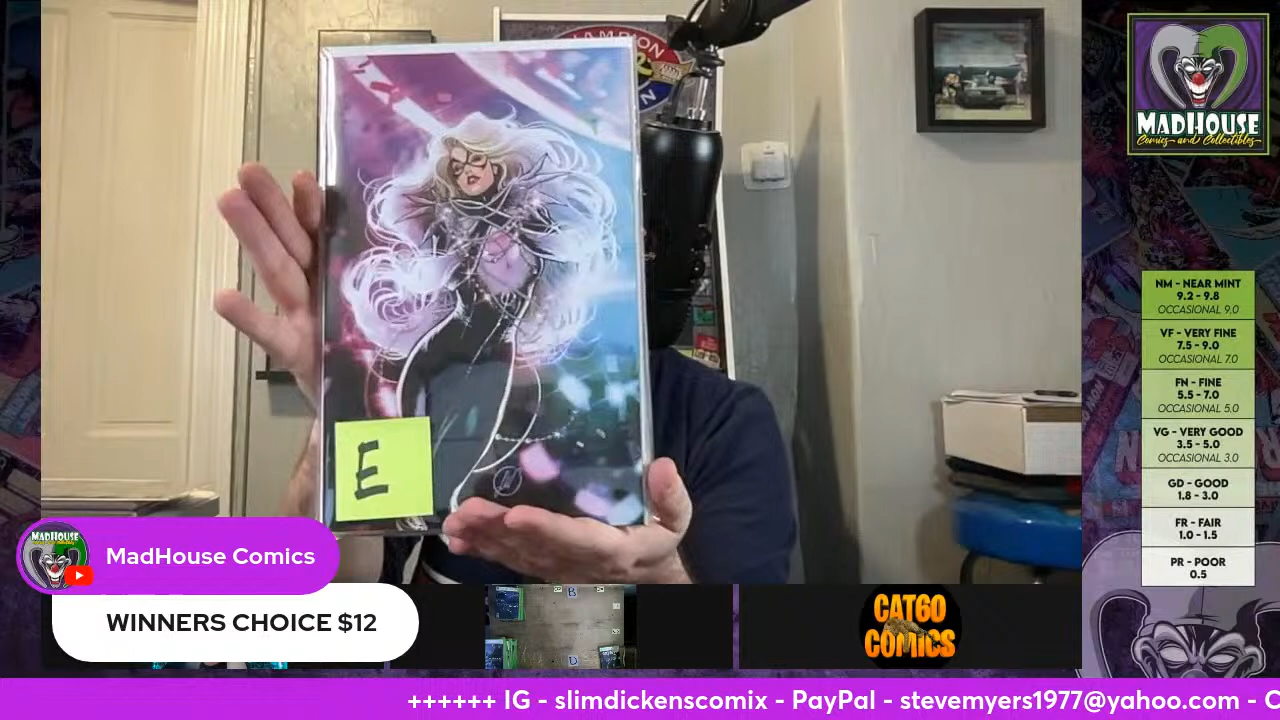 MADHOUSE
Comics and Collectibles
NM - NEAR MINT
9.2 - 9.8
OCCASIONAL 9.0
VF - VERY FINE
7.5 - 9.0
OCCASIONAL 7.0
FN - FINE
5.5 - 7.0
OCCASIONAL 5.0
VG - VERY GOOD
3.5 - 5.0
OCCASIONAL 3.0
GD - GOOD
1.8 - 3.0
FR - FAIR
1.0 - 1.5
PR - POOR
0.5
E
MADHOUSE
MadHouse Comics
WINNERS CHOICE $12
B
D
CAT60
COMICS
++++++ IG - slimdickenscomix - PayPal - stevemyers1977@yahoo.com - C